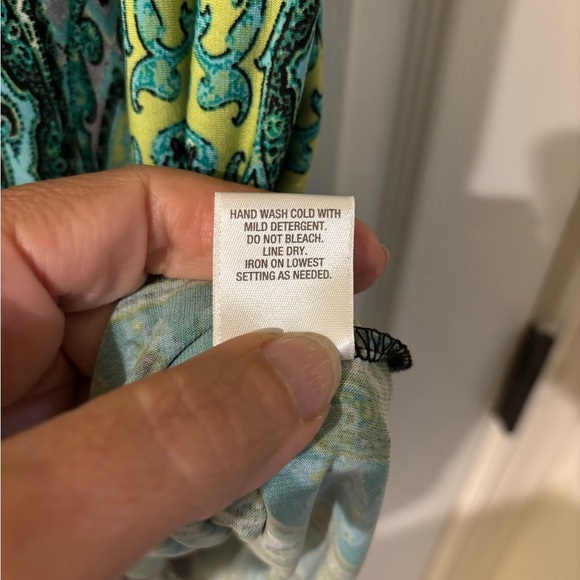 HAND WASH COLD WITH
MILD DETERGENT.
DO NOT BLEACH.
LINE DRY.
IRON ON LOWEST
SETTING AS NEEDED.